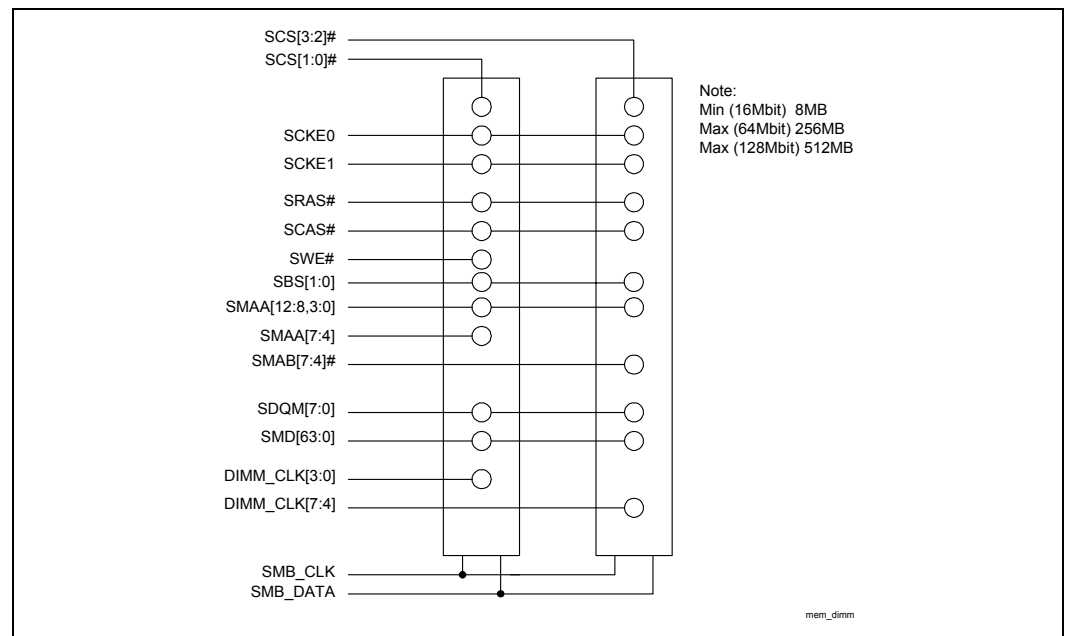 SCS[3:2]#
SCS[1:0]#
Note:
Min (16Mbit) 8MB
Max (64Mbit) 256MB
Max (128Mbit) 512MB
SCKE0
SCKE1
SRAS#
SCAS#
SWE#
SBS[1:0]
SMAA[12:8,3:0]
SMAA[7:4]
SMAB[7:4]#
SDQM[7:0]
SMD[63:0]
DIMM_CLK[3:0]
DIMM_CLK[7:4]
SMB_CLK
SMB_DATA
mem_dimm